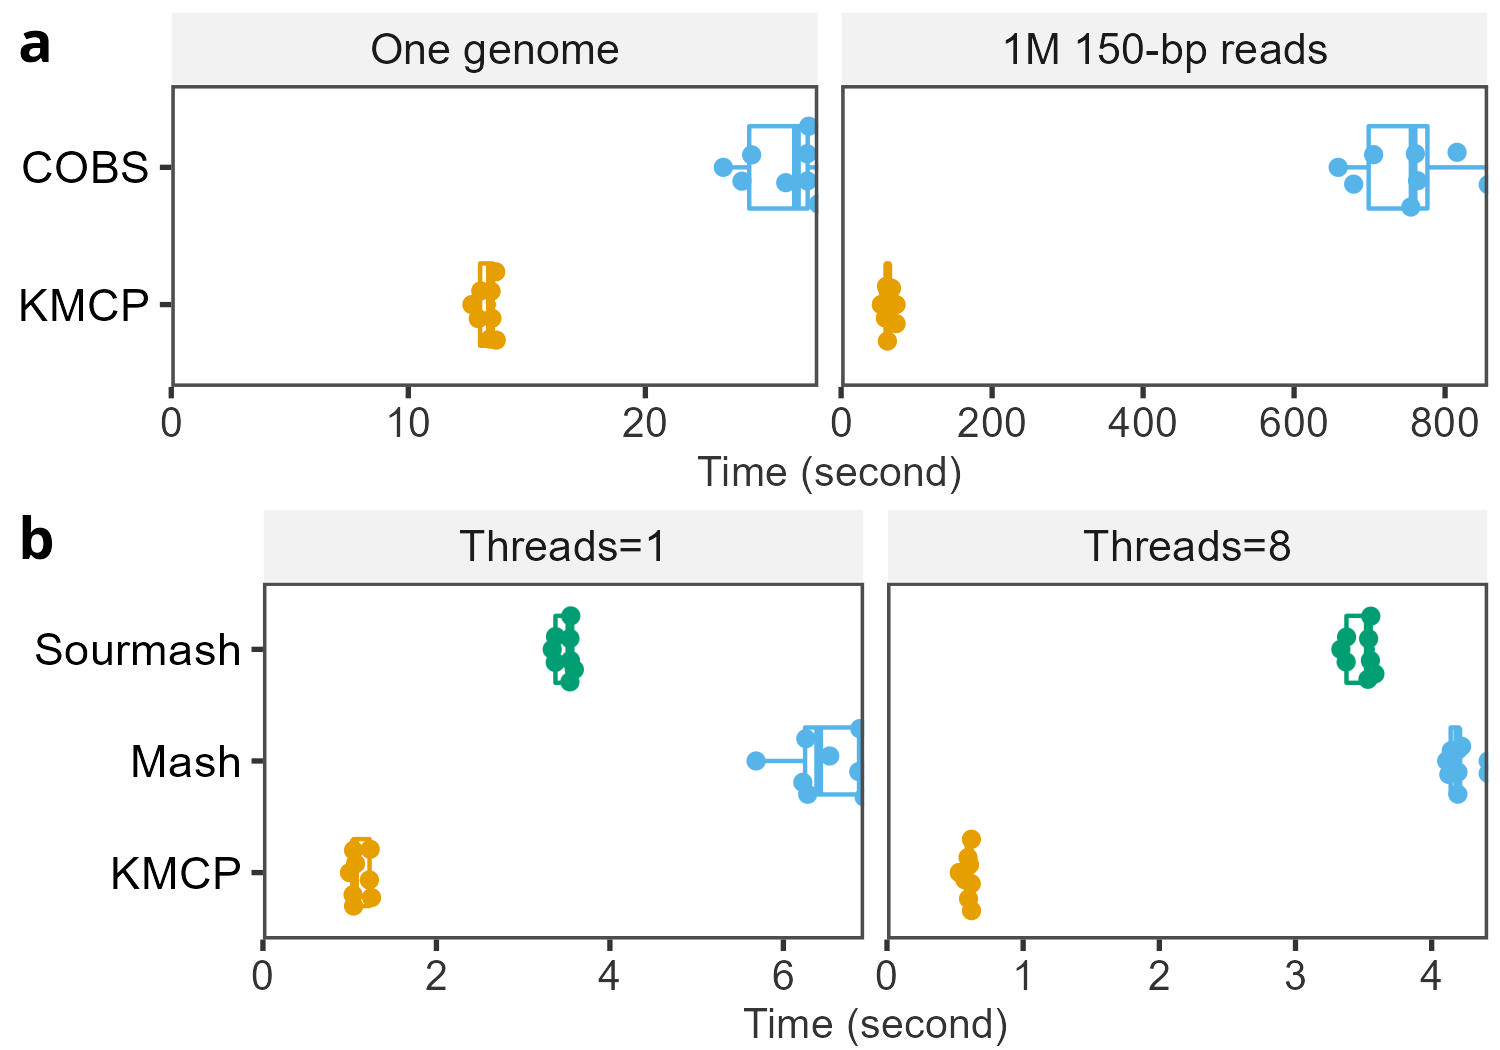 a
One genome 1M 150-bp reads
COBS
KMCP
0 10 20 0 200 400 600 800
Time (second)
b
Threads=1 Threads=8
Sourmash
Mash
KMCP
0 2 4 6 0 1 2 3 4
Time (second)